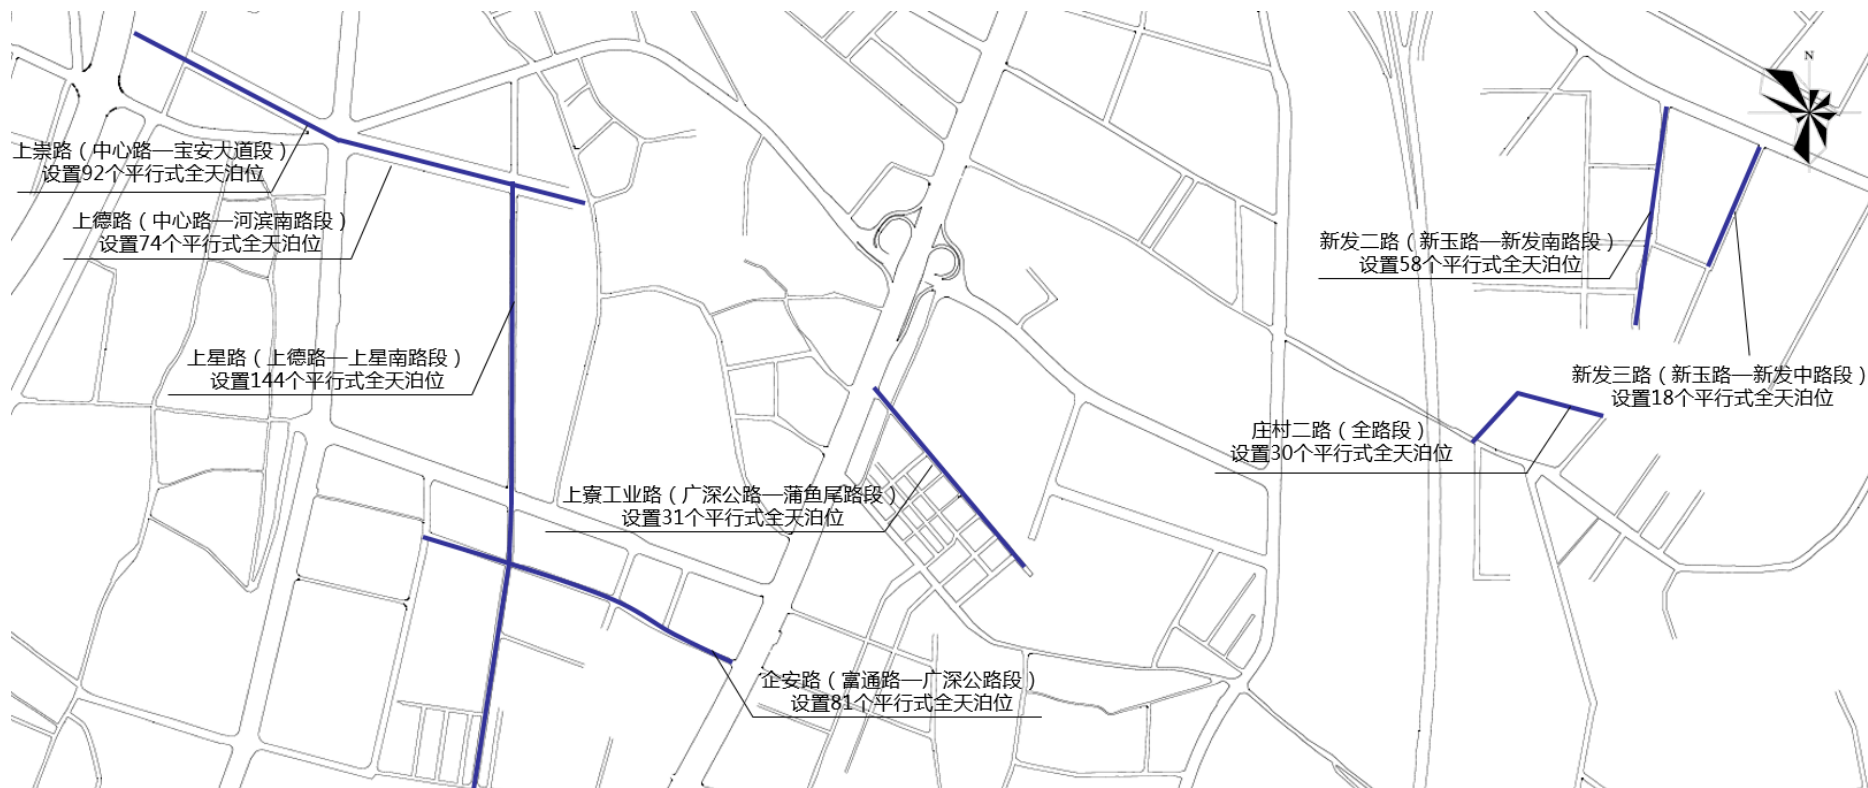 N
上崇路（中心路—宝安大道段）
设置92个平行式全天泊位
上德路（中心路—河滨南路段）
设置74个平行式全天泊位
新发二路（新玉路—新发南路段）
设置58个平行式全天泊位
上星路（上德路—上星南路段）
设置144个平行式全天泊位
新发三路（新玉路—新发中路段）
设置18个平行式全天泊位
庄村二路（全路段）
设置30个平行式全天泊位
上寮工业路（广深公路—蒲鱼尾路段）
设置31个平行式全天泊位
企安路（富通路—广深公路段）
设置81个平行式全天泊位